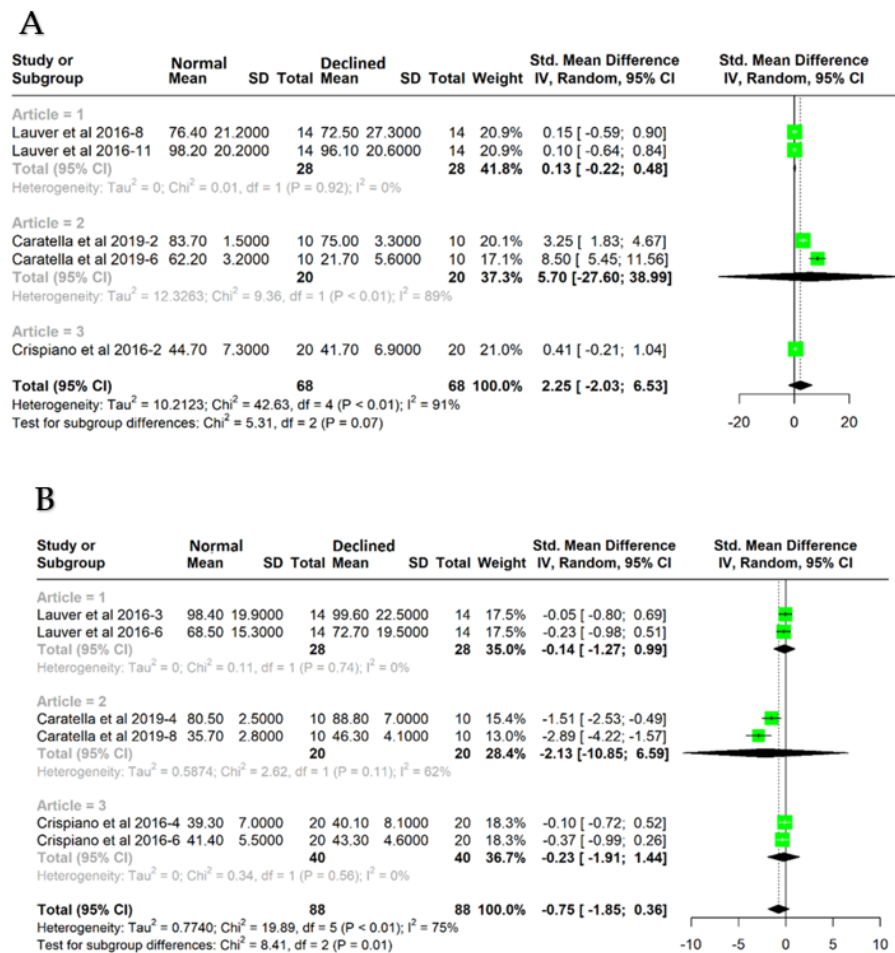 A
Study or Normal Declined Std. Mean Difference Std. Mean Difference
Subgroup Mean SD Total Mean SD Total Weight IV, Random, 95% CI IV, Random, 95% CI
Article = 1
Lauver et al 2016-8 76.40 21.2000 14 72.50 27.3000 14 20.9% 0.15 [ -0.59; 0.90]
Lauver et al 2016-11 98.20 20.2000 14 96.10 20.6000 14 20.9% 0.10 [ -0.64; 0.84]
Total (95% CI) 28 28 41.8% 0.13 [ -0.22; 0.48]
Heterogeneity: Tau² = 0; Chi² = 0.01, df = 1 (P = 0.92); I² = 0%
Article = 2
Caratella et al 2019-2 83.70 1.5000 10 75.00 3.3000 10 20.1% 3.25 [ 1.83; 4.67]
Caratella et al 2019-6 62.20 3.2000 10 21.70 5.6000 10 17.1% 8.50 [ 5.45; 11.56]
Total (95% CI) 20 20 37.3% 5.70 [-27.60; 38.99]
Heterogeneity: Tau² = 12.3263; Chi² = 9.36, df = 1 (P < 0.01); I² = 89%
Article = 3
Crispiano et al 2016-2 44.70 7.3000 20 41.70 6.9000 20 21.0% 0.41 [ -0.21; 1.04]
Total (95% CI) 68 68 100.0% 2.25 [ -2.03; 6.53]
Heterogeneity: Tau² = 10.2123; Chi² = 42.63, df = 4 (P < 0.01); I² = 91%
Test for subgroup differences: Chi² = 5.31, df = 2 (P = 0.07)
-20 0 20
B
Study or Normal Declined Std. Mean Difference Std. Mean Difference
Subgroup Mean SD Total Mean SD Total Weight IV, Random, 95% CI IV, Random, 95% CI
Article = 1
Lauver et al 2016-3 98.40 19.9000 14 99.60 22.5000 14 17.5% -0.05 [ -0.80; 0.69]
Lauver et al 2016-6 68.50 15.3000 14 72.70 19.5000 14 17.5% -0.23 [ -0.98; 0.51]
Total (95% CI) 28 28 35.0% -0.14 [ -1.27; 0.99]
Heterogeneity: Tau² = 0; Chi² = 0.11, df = 1 (P = 0.74); I² = 0%
Article = 2
Caratella et al 2019-4 80.50 2.5000 10 88.80 7.0000 10 15.4% -1.51 [ -2.53; -0.49]
Caratella et al 2019-8 35.70 2.8000 10 46.30 4.1000 10 13.0% -2.89 [ -4.22; -1.57]
Total (95% CI) 20 20 28.4% -2.13 [-10.85; 6.59]
Heterogeneity: Tau² = 0.5874; Chi² = 2.62, df = 1 (P = 0.11); I² = 62%
Article = 3
Crispiano et al 2016-4 39.30 7.0000 20 40.10 8.1000 20 18.3% -0.10 [ -0.72; 0.52]
Crispiano et al 2016-6 41.40 5.5000 20 43.30 4.6000 20 18.3% -0.37 [ -0.99; 0.26]
Total (95% CI) 40 40 36.7% -0.23 [ -1.91; 1.44]
Heterogeneity: Tau² = 0; Chi² = 0.34, df = 1 (P = 0.56); I² = 0%
Total (95% CI) 88 88 100.0% -0.75 [ -1.85; 0.36]
Heterogeneity: Tau² = 0.7740; Chi² = 19.89, df = 5 (P < 0.01); I² = 75%
Test for subgroup differences: Chi² = 8.41, df = 2 (P = 0.01)
-10 -5 0 5 10